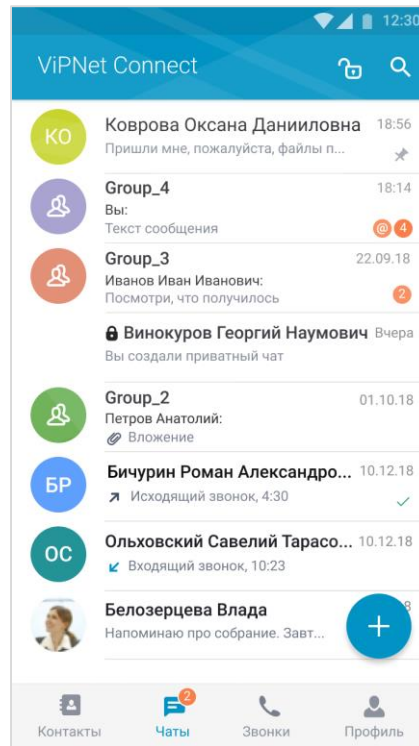 12:30
ViPNet Connect
КО
Коврова Оксана Данииловна 18:56
Пришли мне, пожалуйста, файлы п...
Group_4 18:14
Вы:
Текст сообщения @ 4
Group_3 22.09.18
Иванов Иван Иванович:
Посмотри, что получилось 2
Винокуров Георгий Наумович Вчера
Вы создали приватный чат
Group_2 01.10.18
Петров Анатолий:
Вложение
БР
Бичурин Роман Александро... 10.12.18
Исходящий звонок, 4:30
ОС
Ольховский Савелий Тарасо... 10.12.18
Входящий звонок, 10:23
Белозерцева Влада 8
Напоминаю про собрание. Завт...
+
2
Контакты Чаты Звонки Профиль